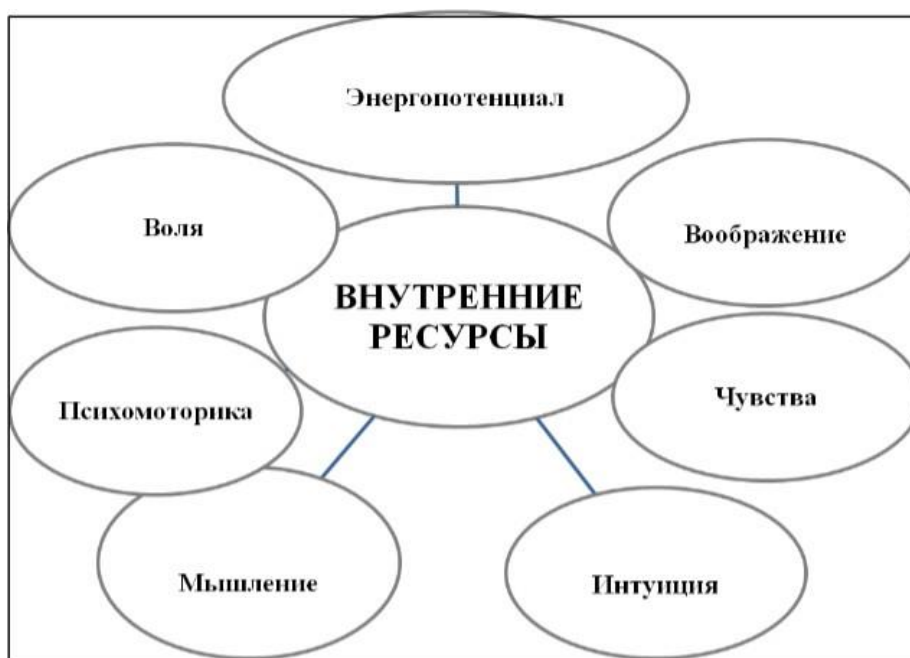 Энергопотенциал
Воля
Воображение
ВНУТРЕННИЕ
РЕСУРСЫ
Психомоторика
Чувства
Мышление
Интуиция